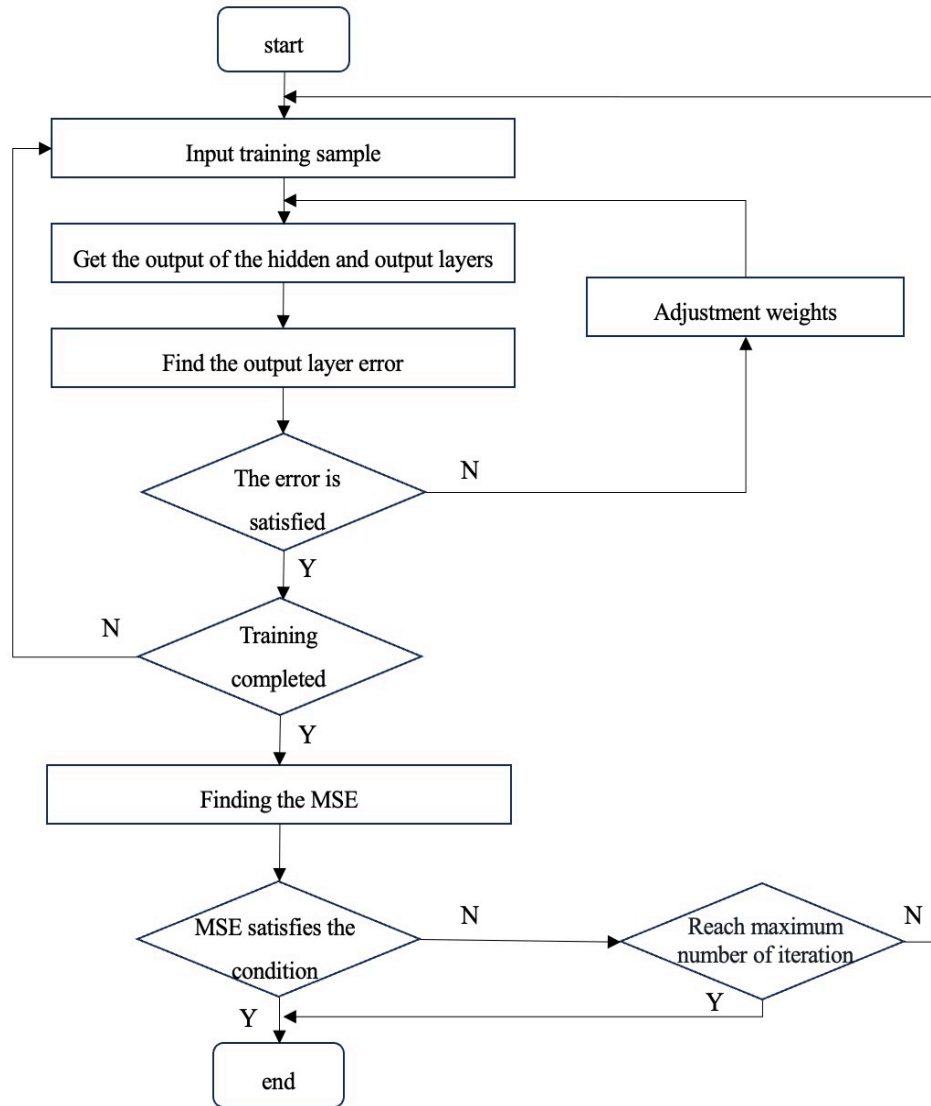 start
Input training sample
Get the output of the hidden and output layers
Adjustment weights
Find the output layer error
The error is
satisfied
N
Y
Training
completed
N
Y
Finding the MSE
MSE satisfies the
condition
N
Reach maximum
number of iteration
N
Y
Y
end